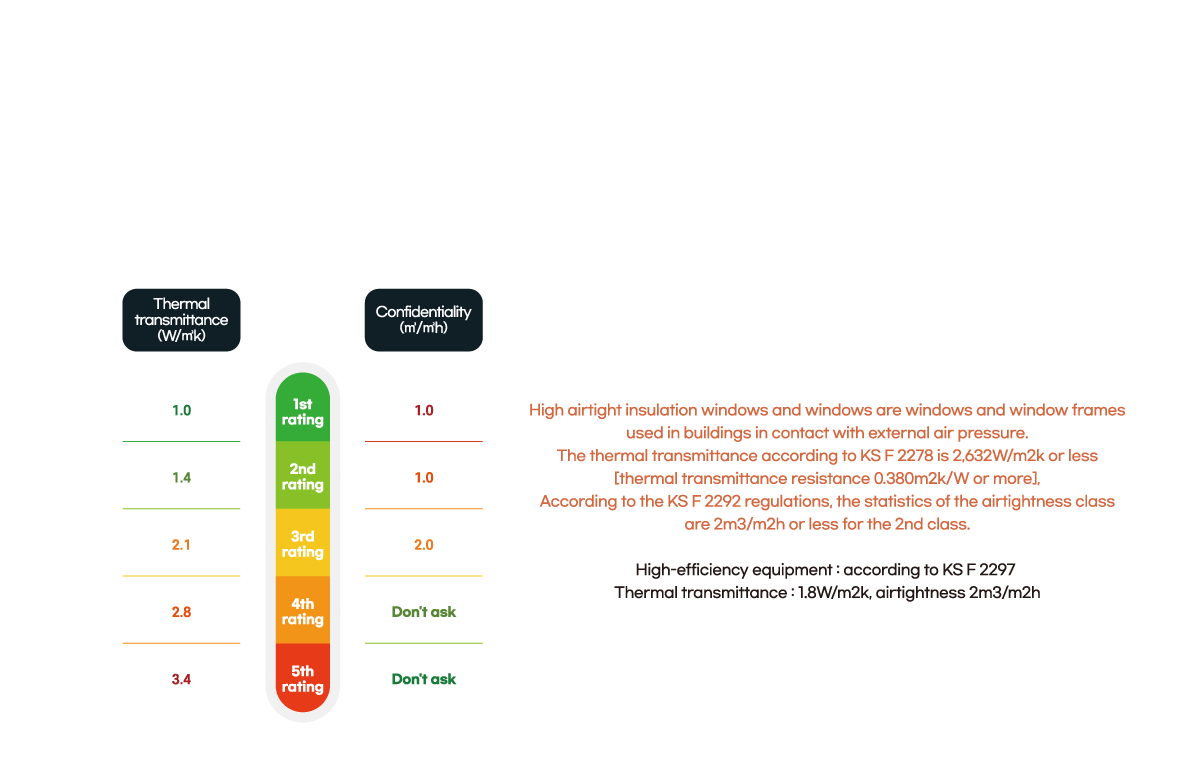 Thermal
transmittance
(W/㎡k)
Confidentiality
(㎥/㎡h)
1.0
1st
rating
1.0
1.4
2nd
rating
1.0
2.1
3rd
rating
2.0
2.8
4th
rating
Don't ask
3.4
5th
rating
Don't ask
High airtight insulation windows and windows are windows and window frames
used in buildings in contact with external air pressure.
The thermal transmittance according to KS F 2278 is 2,632W/m2k or less
[thermal transmittance resistance 0.380m2k/W or more],
According to the KS F 2292 regulations, the statistics of the airtightness class
are 2m3/m2h or less for the 2nd class.
High-efficiency equipment : according to KS F 2297
Thermal transmittance : 1.8W/m2k, airtightness 2m3/m2h